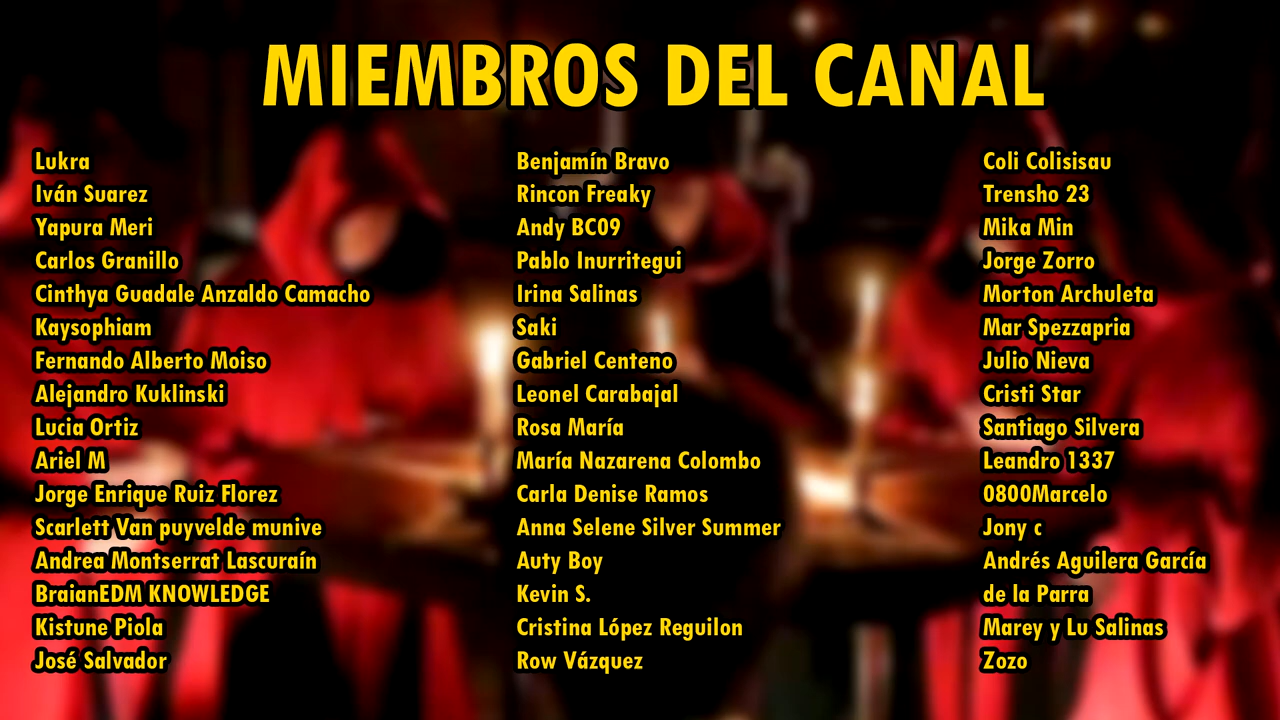 MIEMBROS DEL CANAL
Lukra
Iván Suarez
Yapura Meri
Carlos Granillo
Cinthya Guadale Anzaldo Camacho
Kaysophiam
Fernando Alberto Moiso
Alejandro Kuklinski
Lucia Ortiz
Ariel M
Jorge Enrique Ruiz Florez
Scarlett Van puyvelde munive
Andrea Montserrat Lascuraín
BraianEDM KNOWLEDGE
Kistune Piola
José Salvador
Benjamín Bravo
Rincon Freaky
Andy BC09
Pablo Inurritegui
Irina Salinas
Saki
Gabriel Centeno
Leonel Carabajal
Rosa María
María Nazarena Colombo
Carla Denise Ramos
Anna Selene Silver Summer
Auty Boy
Kevin S.
Cristina López Reguilon
Row Vázquez
Coli Colisisau
Trensho 23
Mika Min
Jorge Zorro
Morton Archuleta
Mar Spezzapria
Julio Nieva
Cristi Star
Santiago Silvera
Leandro 1337
0800Marcelo
Jony c
Andrés Aguilera García
de la Parra
Marey y Lu Salinas
Zozo